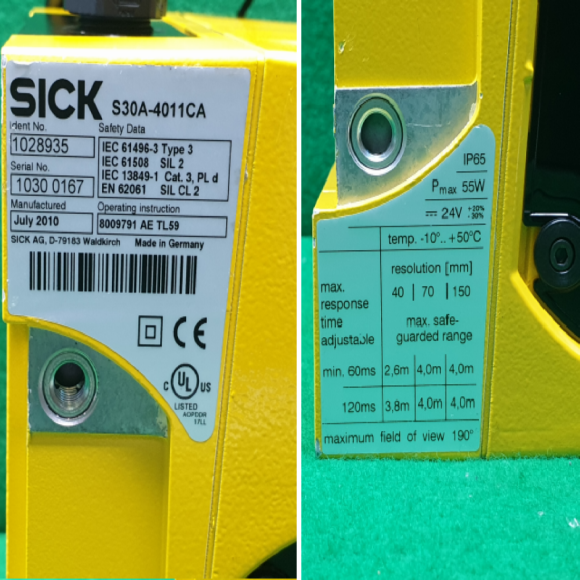 SICK S30A-4011CA
Ident No. Safety Data
1028935 IEC 61496-3 Type 3
IEC 61508 SIL 2
Serial No. IEC 13849-1 Cat. 3, PL d
1030 0167 EN 62061 SIL CL 2
Manufactured Operating instruction
July 2010 8009791 AE TL59
SICK AG, D-79183 Waldkirch Made in Germany
CE
C UL US
LISTED
17LL
IP65
Pmax 55W
24V +20% -30%
temp. -10°.. +50°C
resolution [mm]
40 | 70 | 150
max.
response
time
adjustable
max. safe-
guarded range
min. 60ms 2,6m 4,0m 4,0m
120ms 3,8m 4,0m 4,0m
maximum field of view 190°